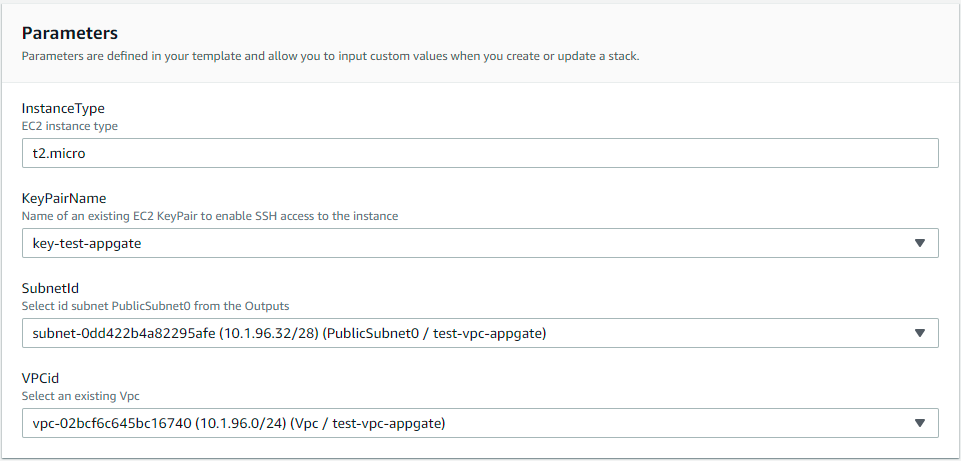 Parameters
Parameters are defined in your template and allow you to input custom values when you create or update a stack.
InstanceType
EC2 instance type
t2.micro
KeyPairName
Name of an existing EC2 KeyPair to enable SSH access to the instance
key-test-appgate
SubnetId
Select id subnet PublicSubnet0 from the Outputs
subnet-0dd422b4a82295afe (10.1.96.32/28) (PublicSubnet0 / test-vpc-appgate)
VPCid
Select an existing Vpc
vpc-02bcf6c645bc16740 (10.1.96.0/24) (Vpc / test-vpc-appgate)